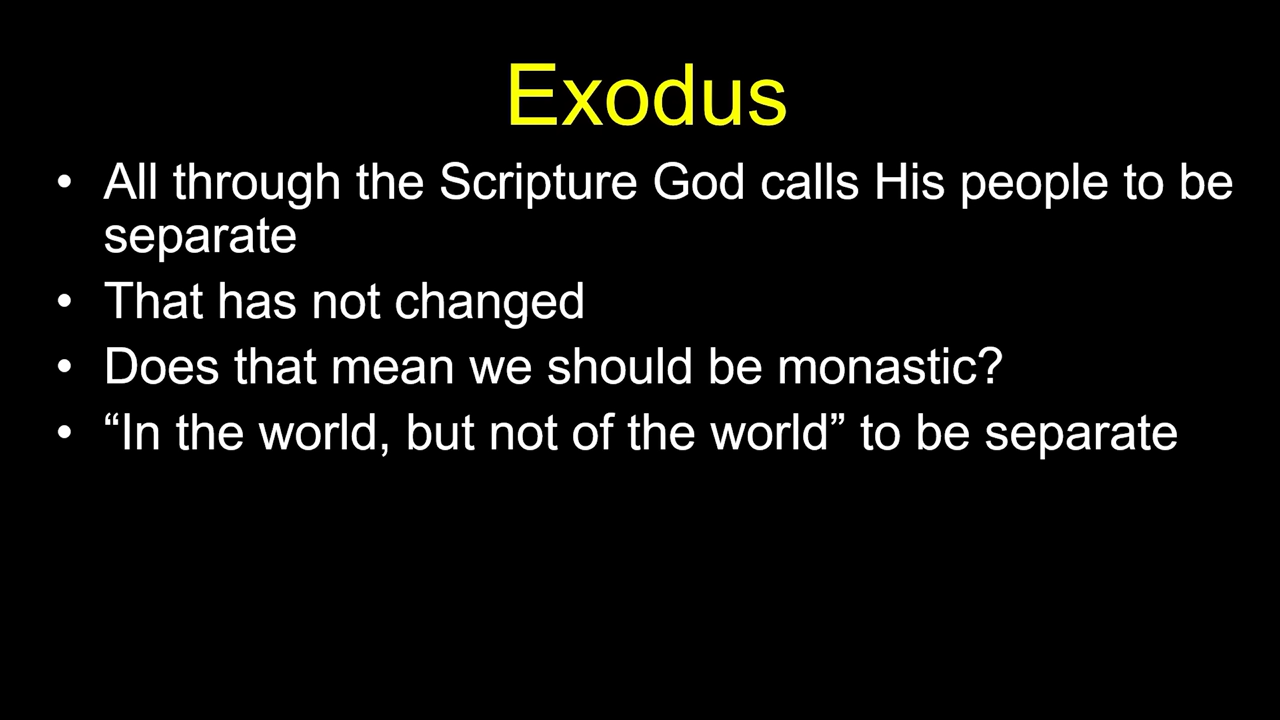 Exodus
• All through the Scripture God calls His people to be
separate
• That has not changed
• Does that mean we should be monastic?
• “In the world, but not of the world” to be separate